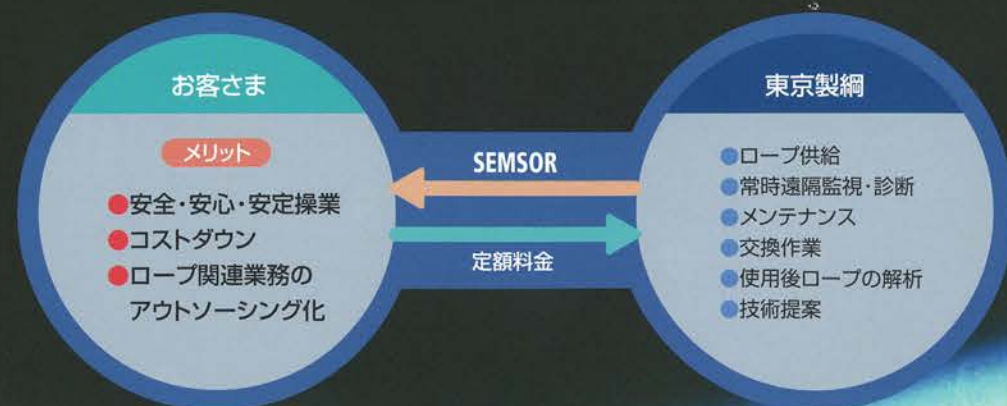 お客さま
メリット
●安全・安心・安定操業
●コストダウン
●ロープ関連業務の
アウトソーシング化
SEMSOR
定額料金
東京製綱
●ロープ供給
●常時遠隔監視・診断
●メンテナンス
●交換作業
●使用後ロープの解析
●技術提案